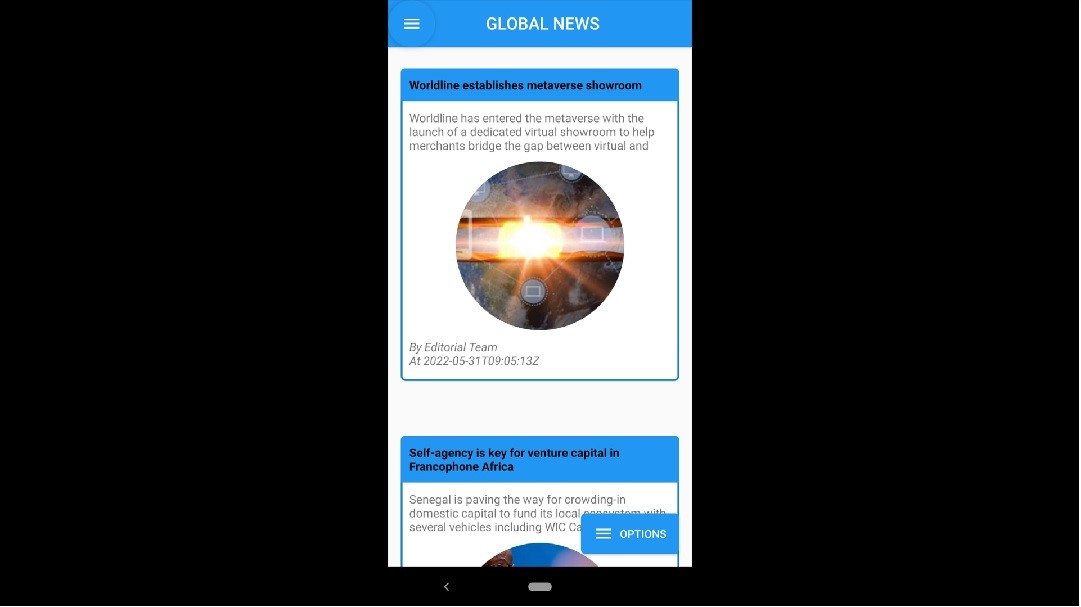 GLOBAL NEWS
Worldline establishes metaverse showroom
Worldline has entered the metaverse with the
launch of a dedicated virtual showroom to help
merchants bridge the gap between virtual and
By Editorial Team
At 2022-05-31T09:05:13Z
Self-agency is key for venture capital in
Francophone Africa
Senegal is paving the way for crowding-in
domestic capital to fund its local ecosystem with
several vehicles including WIC
OPTIONS